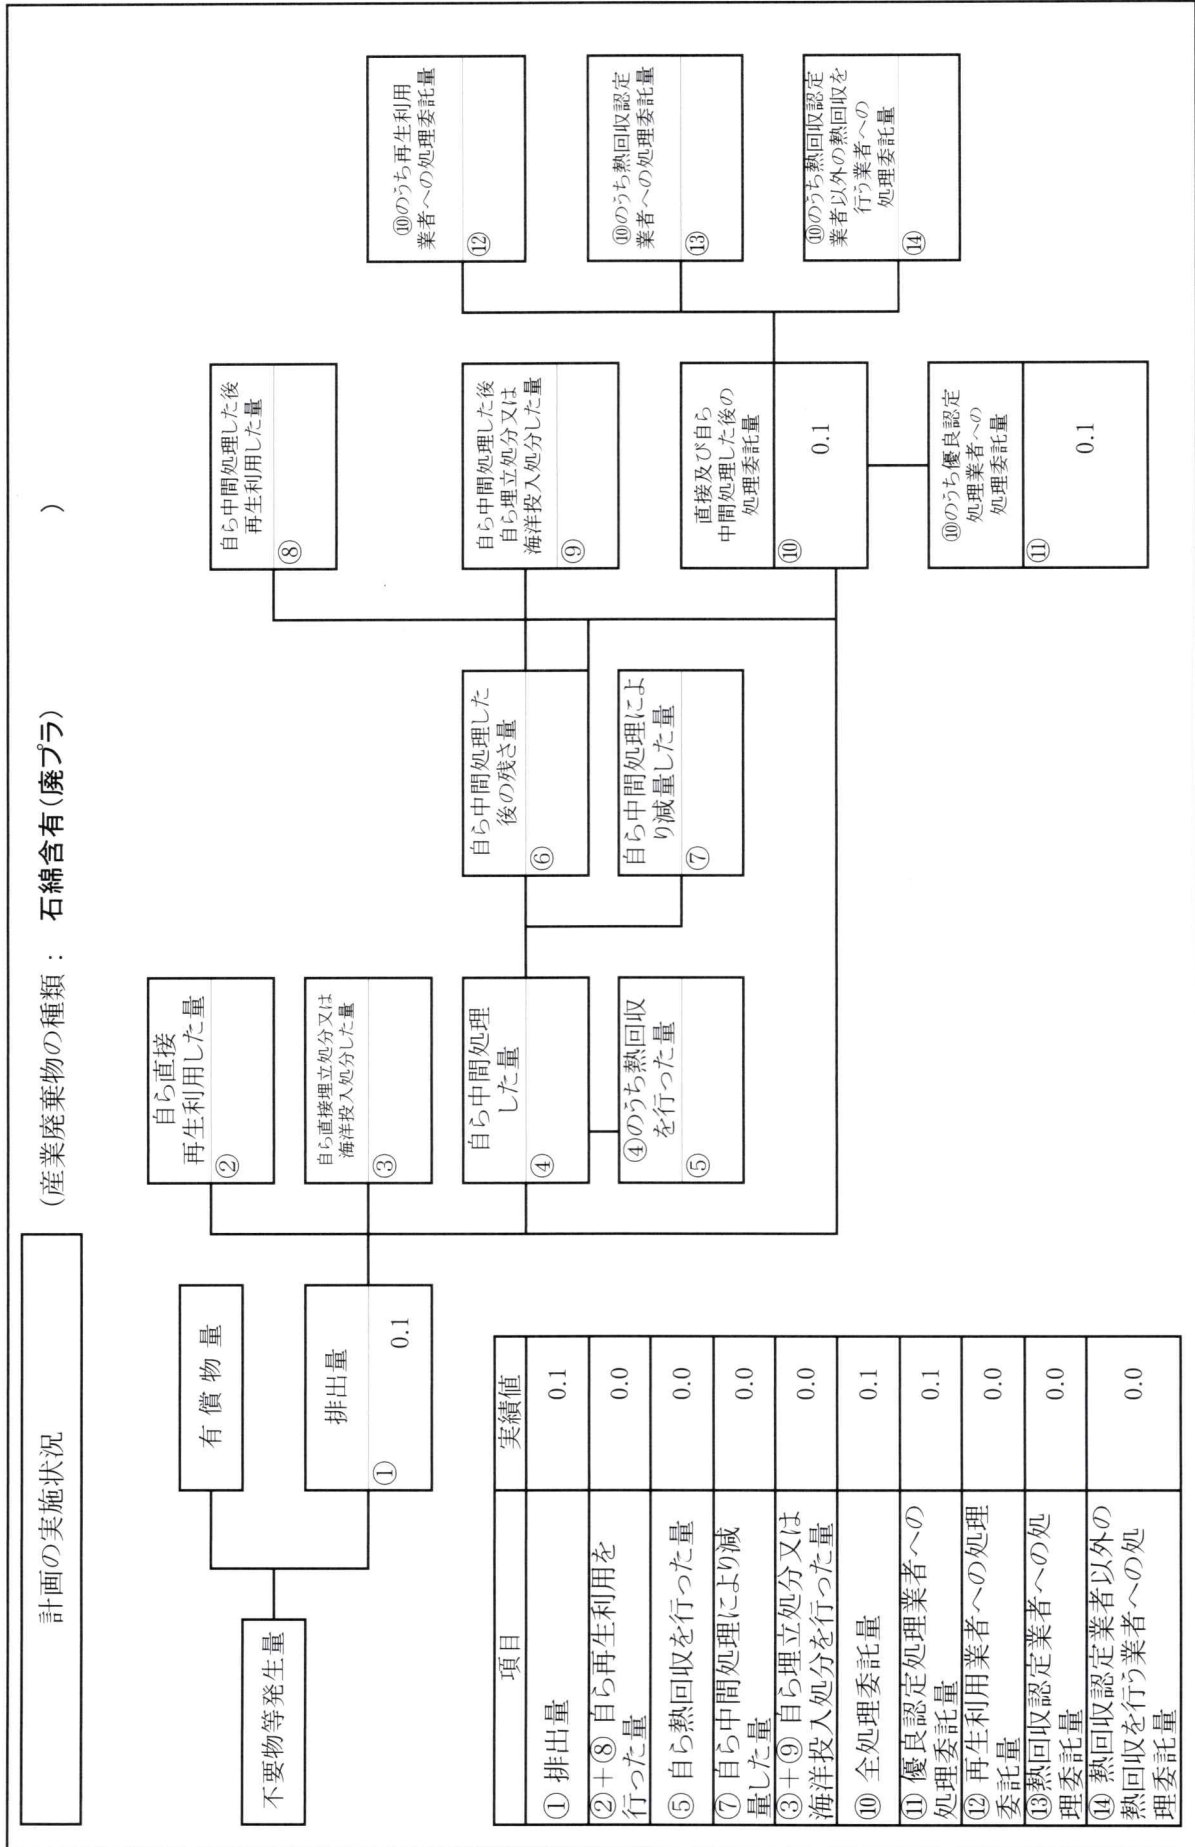 計画の実施状況
(産業廃棄物の種類： 石綿含有(廃プラ) )
不要物等発生量
有 償 物 量
排出量
① 0.1
自ら直接
再生利用した量
②
自ら直接埋立処分又は
海洋投入処分した量
③
自ら中間処理
した量
④
④のうち熱回収
を行った量
⑤
自ら中間処理した
後の残さ量
⑥
自ら中間処理によ
り減量した量
⑦
自ら中間処理した後
再生利用した量
⑧
自ら中間処理した後
自ら埋立処分又は
海洋投入処分した量
⑨
直接及び自ら
中間処理した後の
処理委託量
⑩ 0.1
⑩のうち優良認定
処理業者への
処理委託量
⑪ 0.1
⑩のうち再生利用
業者への処理委託量
⑫
⑩のうち熱回収認定
業者への処理委託量
⑬
⑩のうち熱回収認定
業者以外の熱回収を
行う業者への
処理委託量
⑭
項目 実績値
① 排出量 0.1
②＋⑧ 自ら再生利用を
行った量 0.0
⑤ 自ら熱回収を行った量 0.0
⑦ 自ら中間処理により減
量した量 0.0
③＋⑨ 自ら埋立処分又は
海洋投入処分を行った量 0.0
⑩ 全処理委託量 0.1
⑪ 優良認定処理業者への
処理委託量 0.1
⑫ 再生利用業者への処理
委託量 0.0
⑬熱回収認定業者への処
理委託量 0.0
⑭ 熱回収認定業者以外の
熱回収を行う業者への処
理委託量 0.0